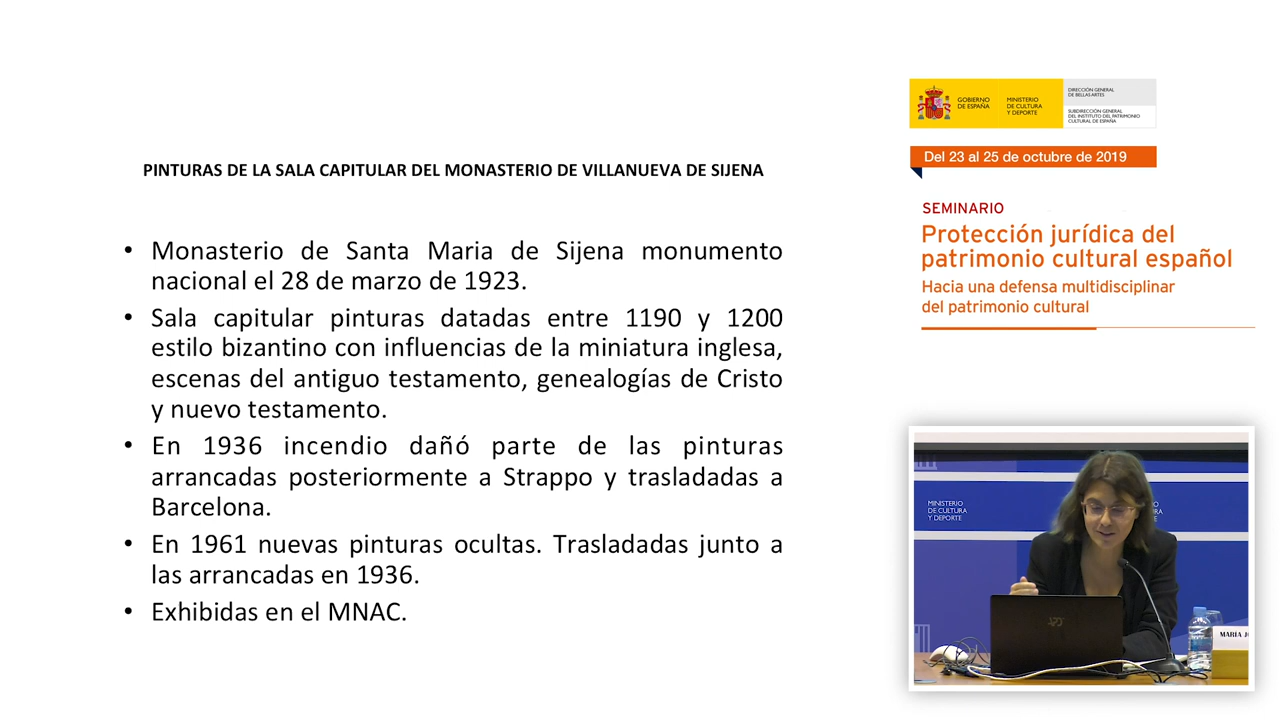 PINTURAS DE LA SALA CAPITULAR DEL MONASTERIO DE VILLANUEVA DE SIJENA
• Monasterio de Santa Maria de Sijena monumento
nacional el 28 de marzo de 1923.
• Sala capitular pinturas datadas entre 1190 y 1200
estilo bizantino con influencias de la miniatura inglesa,
escenas del antiguo testamento, genealogías de Cristo
y nuevo testamento.
• En 1936 incendio dañó parte de las pinturas
arrancadas posteriormente a Strappo y trasladadas a
Barcelona.
• En 1961 nuevas pinturas ocultas. Trasladadas junto a
las arrancadas en 1936.
• Exhibidas en el MNAC.
GOBIERNO
DE ESPAÑA
MINISTERIO
DE CULTURA
Y DEPORTE
DIRECCIÓN GENERAL
DE BELLAS ARTES
SUBDIRECCIÓN GENERAL
DEL INSTITUTO DEL PATRIMONIO
CULTURAL DE ESPAÑA
Del 23 al 25 de octubre de 2019
SEMINARIO
Protección jurídica del
patrimonio cultural español
Hacia una defensa multidisciplinar
del patrimonio cultural
MINISTERIO
DE CULTURA
Y DEPORTE
MARÍA